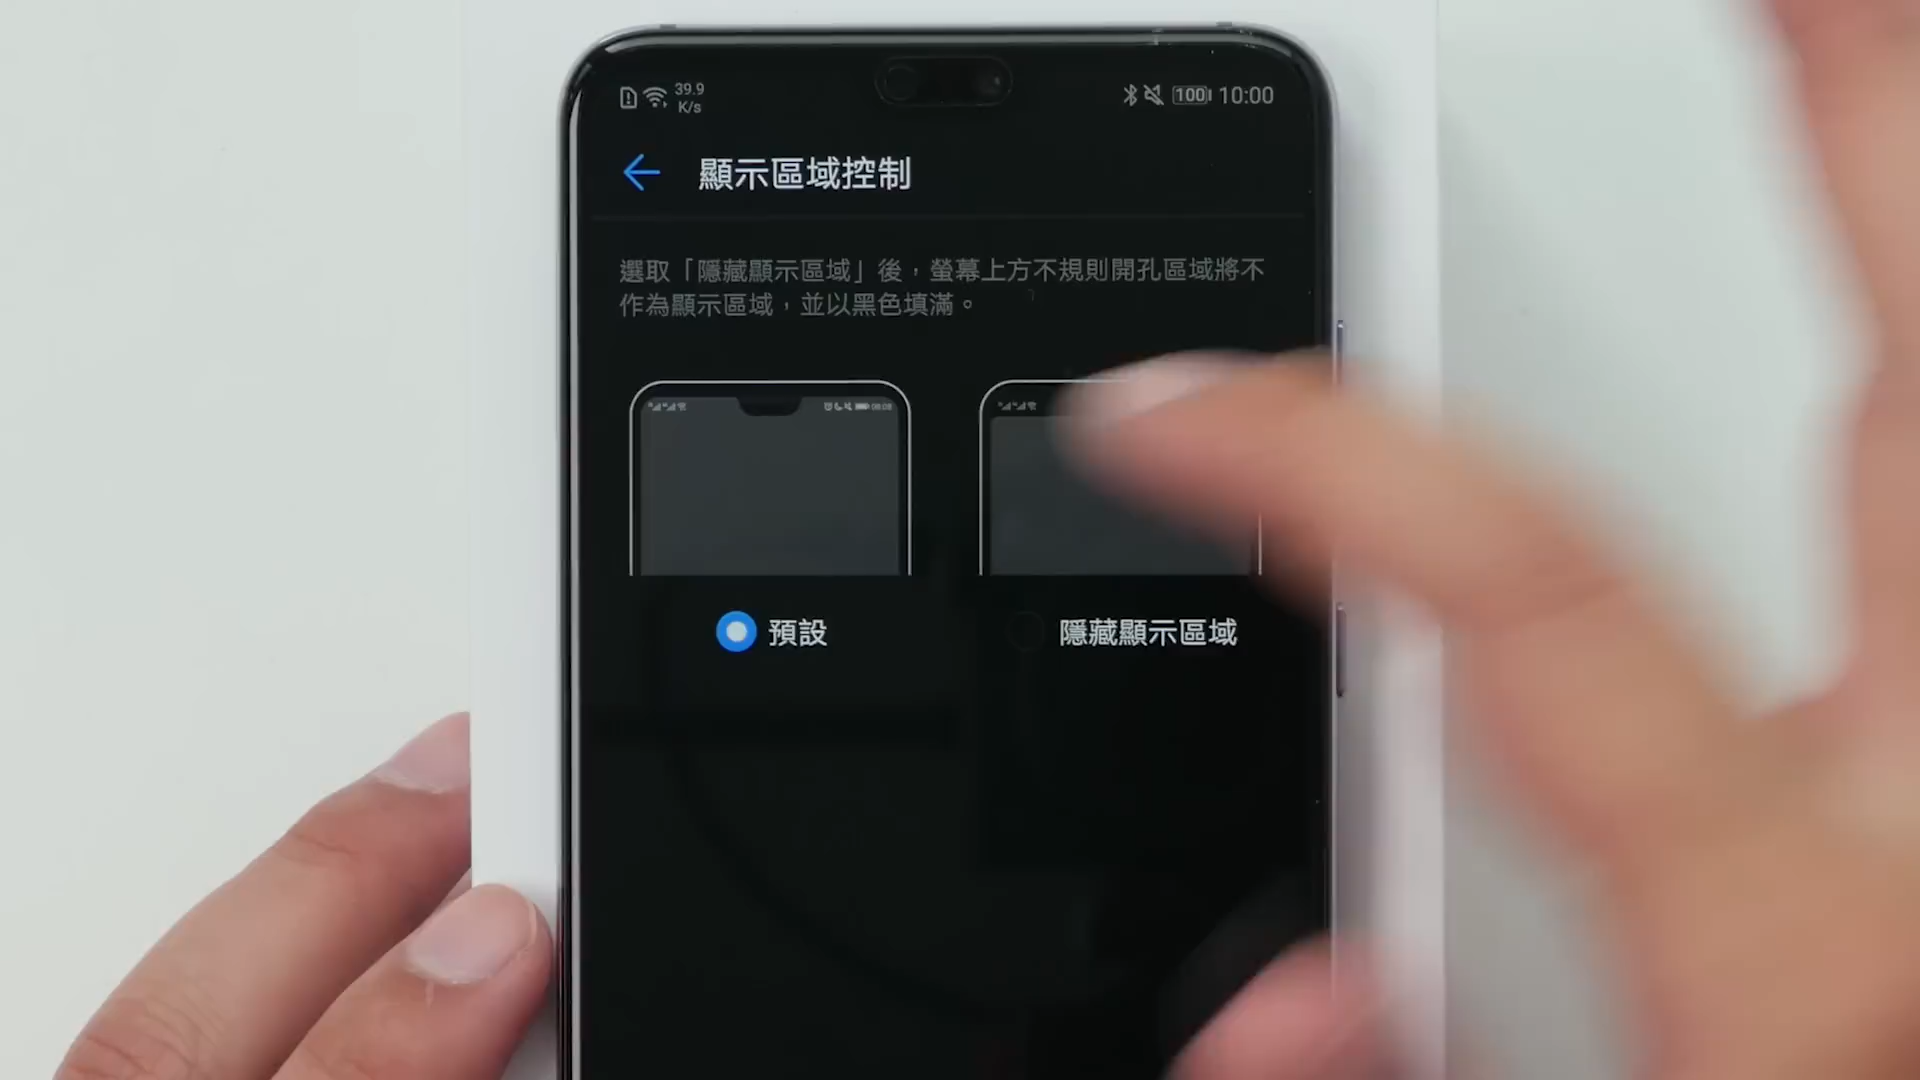 39.9
K/s
100
10:00
顯示區域控制
選取「隱藏顯示區域」後，螢幕上方不規則開孔區域將不
作為顯示區域，並以黑色填滿。
08:08
預設
隱藏顯示區域